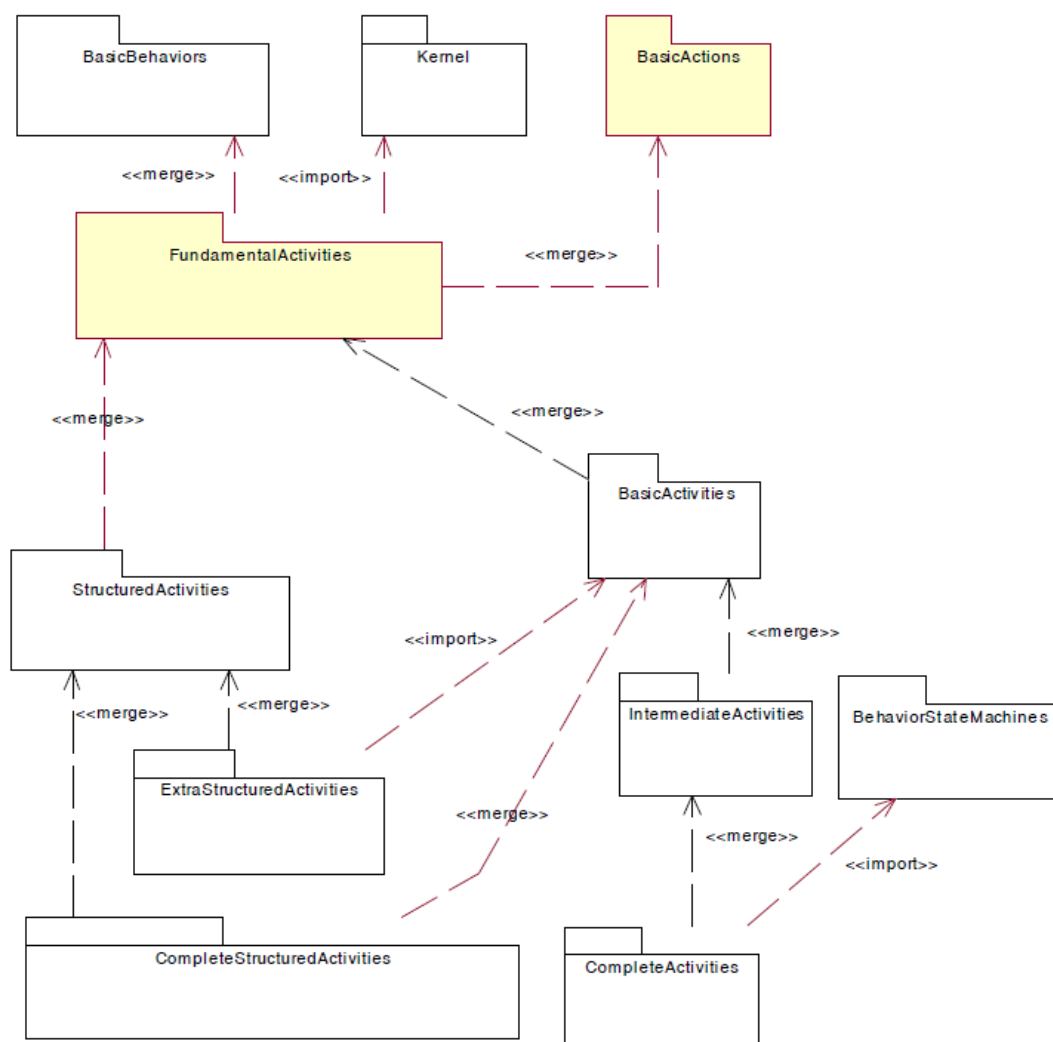 BasicBehaviors
Kernel
BasicActions
<<merge>>
<<import>>
FundamentalActivities
<<merge>>
<<merge>>
<<merge>>
BasicActivities
StructuredActivities
<<import>>
<<merge>>
<<merge>>
<<merge>>
IntermediateActivities
BehaviorStateMachines
ExtraStructuredActivities
<<merge>>
<<merge>>
<<import>>
CompleteStructuredActivities
CompleteActivities